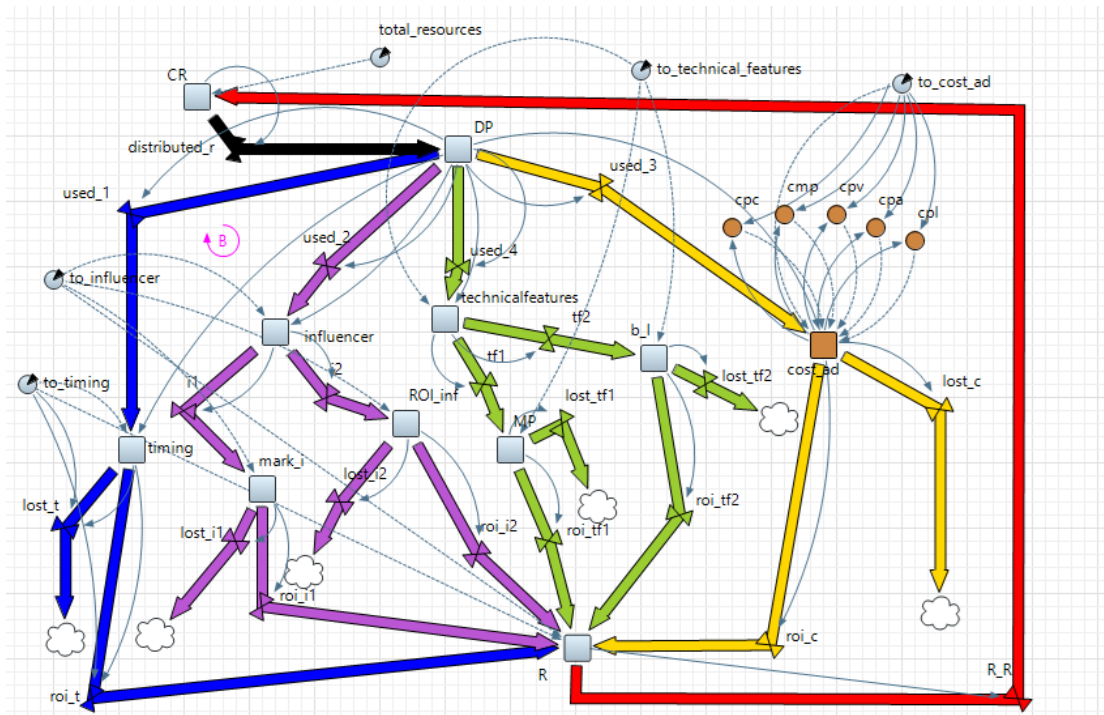 total_resources
to_technical_features
CR
to_cost_ad
DP
distributed_r
used_3
used_1
cpc
cmp
cpv
cpa
cpl
B
used_2
used_4
to_influencer
technicalfeatures
tf2
influencer
b_l
tf1
cost_ad
to-timing
i1
i2
lost_tf2
lost_c
ROI_inf
lost_tf1
MP
timing
mark_i
lost_i2
lost_t
roi_tf2
lost_i1
roi_i2
roi_tf1
roi_i1
roi_c
R
R_R
roi_t